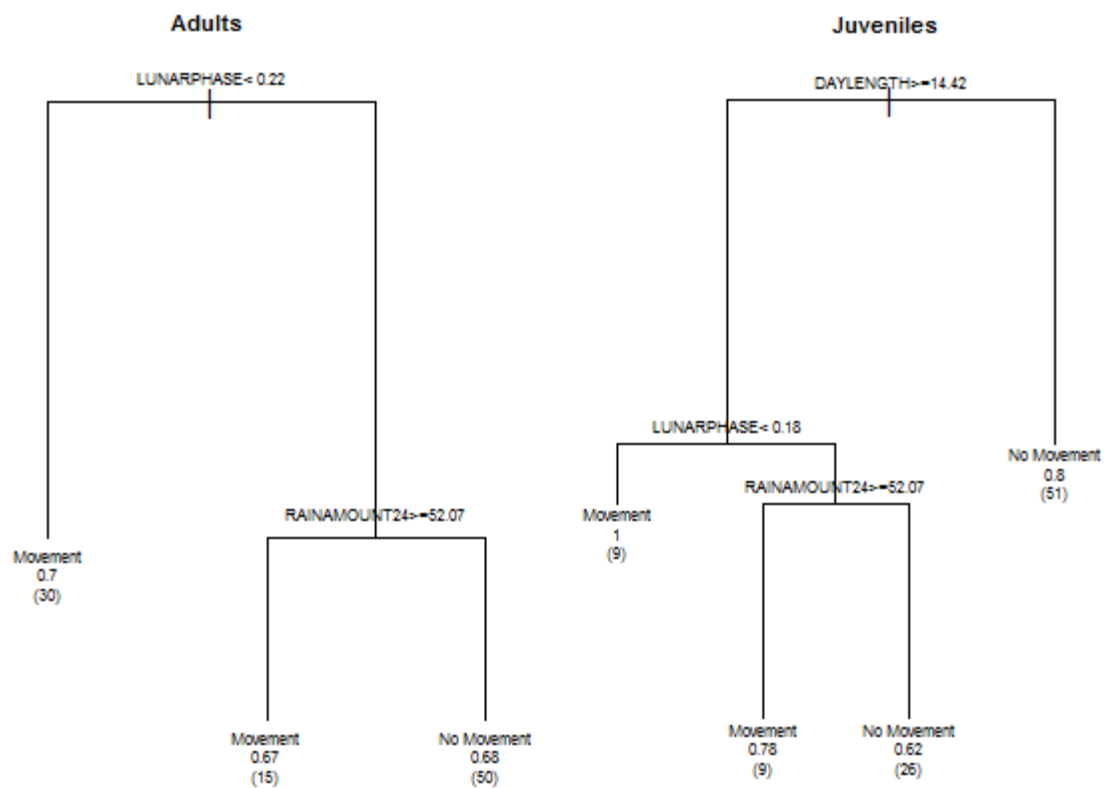 Adults
LUNARPHASE< 0.22
RAINAMOUNT24>=52.07
Movement
0.7
(30)
Movement
0.67
(15)
No Movement
0.68
(50)
Juveniles
DAYLENGTH>=14.42
LUNARPHASE< 0.18
No Movement
0.8
(51)
RAINAMOUNT24>=52.07
Movement
1
(9)
Movement
0.78
(9)
No Movement
0.62
(26)